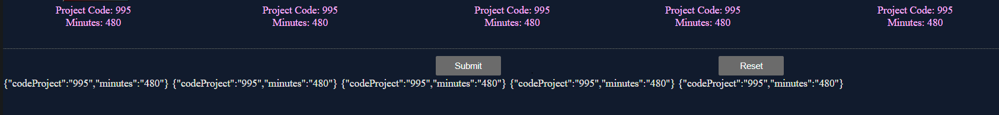 Project Code: 995 Project Code: 995 Project Code: 995 Project Code: 995 Project Code: 995
Minutes: 480 Minutes: 480 Minutes: 480 Minutes: 480 Minutes: 480
Submit Reset
{"codeProject":"995","minutes":"480"} {"codeProject":"995","minutes":"480"} {"codeProject":"995","minutes":"480"} {"codeProject":"995","minutes":"480"} {"codeProject":"995","minutes":"480"}